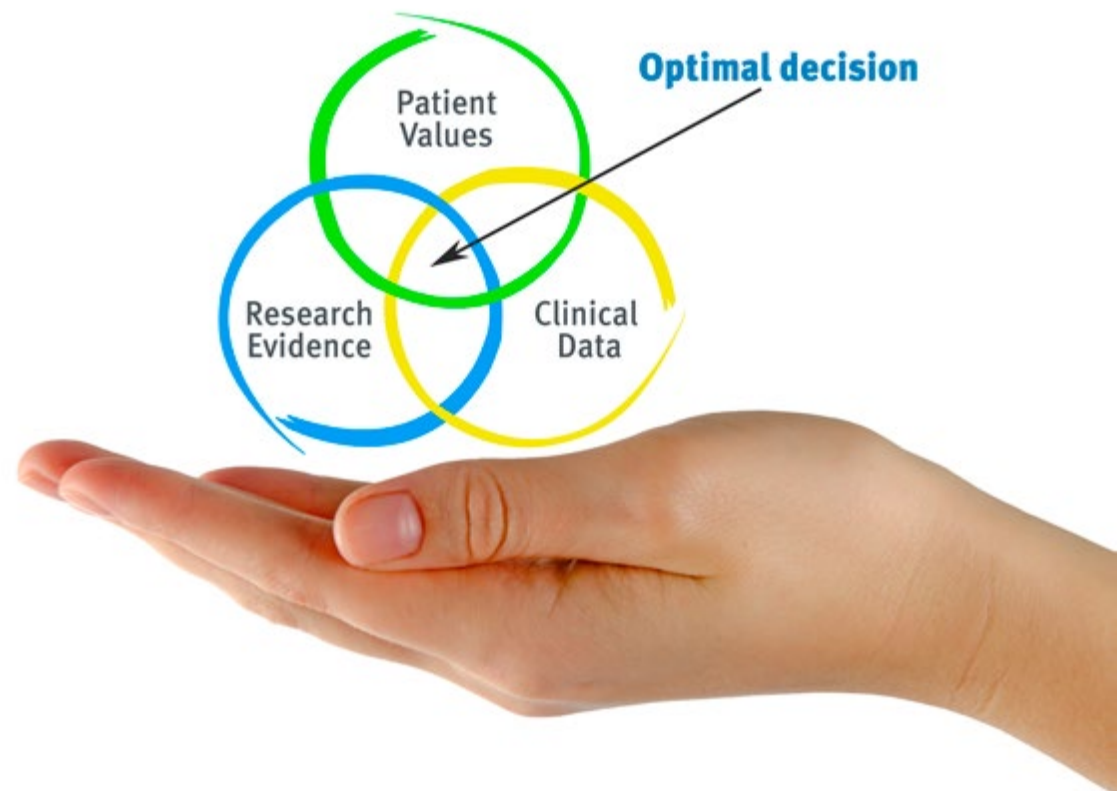 Optimal decision
Patient
Values
Research
Evidence
Clinical
Data